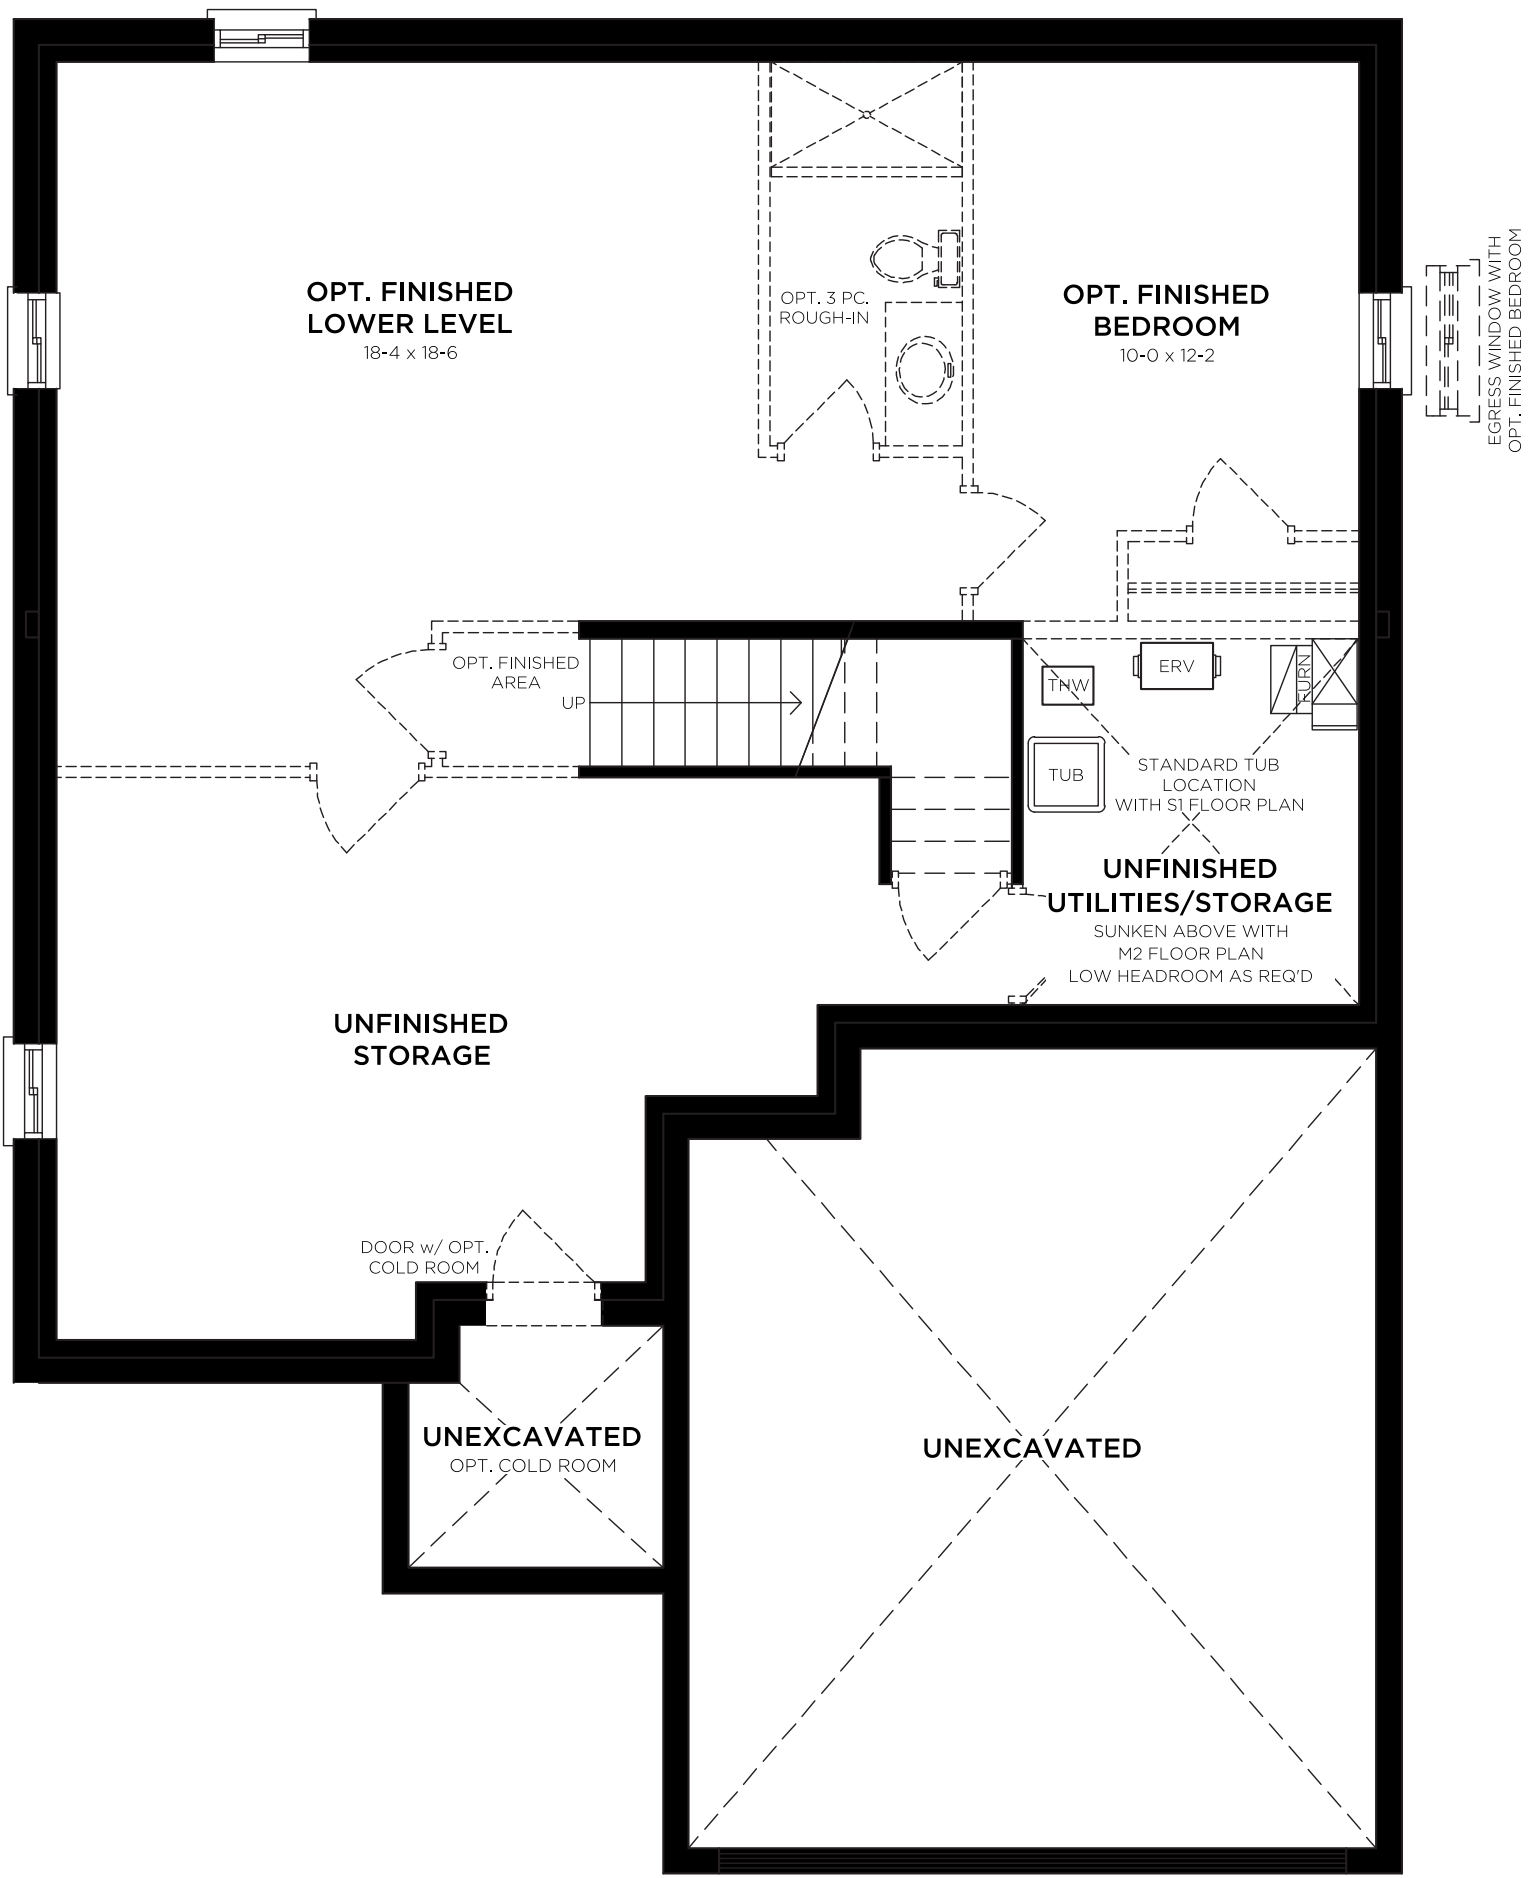 OPT. FINISHED
LOWER LEVEL
18-4 x 18-6
OPT. 3 PC.
ROUGH-IN
OPT. FINISHED
BEDROOM
10-0 x 12-2
EGRESS WINDOW WITH
OPT. FINISHED BEDROOM
OPT. FINISHED
AREA
UP
THW
ERV
FURN
TUB
STANDARD TUB
LOCATION
WITH S1 FLOOR PLAN
UNFINISHED
UTILITIES/STORAGE
SUNKEN ABOVE WITH
M2 FLOOR PLAN
LOW HEADROOM AS REQ'D
UNFINISHED
STORAGE
DOOR w/ OPT.
COLD ROOM
UNEXCAVATED
OPT. COLD ROOM
UNEXCAVATED